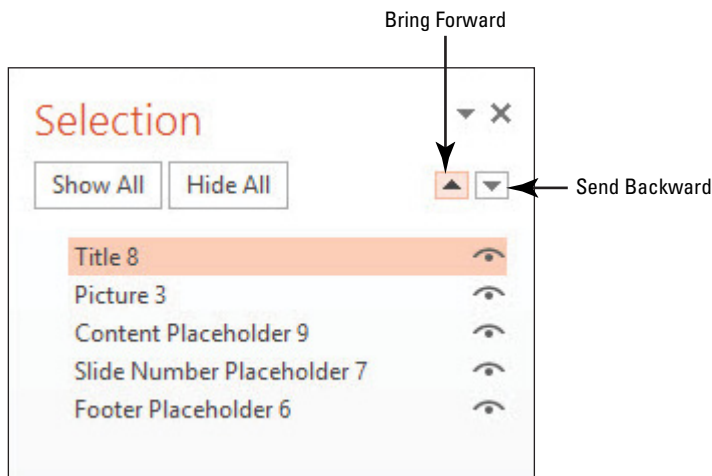 Bring Forward
Selection
Show All Hide All
Send Backward
Title 8
Picture 3
Content Placeholder 9
Slide Number Placeholder 7
Footer Placeholder 6